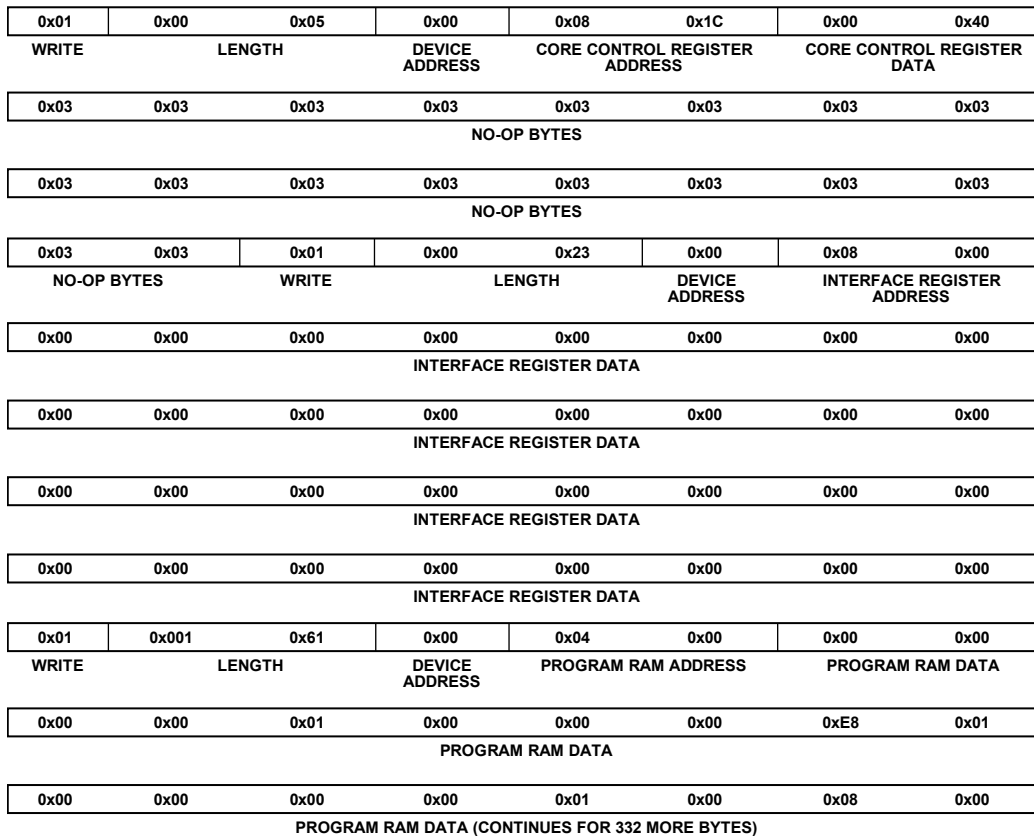 0x01 0x00 0x05 0x00 0x08 0x1C 0x00 0x40
WRITE LENGTH DEVICE ADDRESS CORE CONTROL REGISTER ADDRESS CORE CONTROL REGISTER DATA
0x03 0x03 0x03 0x03 0x03 0x03 0x03 0x03
NO-OP BYTES
0x03 0x03 0x03 0x03 0x03 0x03 0x03 0x03
NO-OP BYTES
0x03 0x03 0x01 0x00 0x23 0x00 0x08 0x00
NO-OP BYTES WRITE LENGTH DEVICE ADDRESS INTERFACE REGISTER ADDRESS
0x00 0x00 0x00 0x00 0x00 0x00 0x00 0x00
INTERFACE REGISTER DATA
0x00 0x00 0x00 0x00 0x00 0x00 0x00 0x00
INTERFACE REGISTER DATA
0x00 0x00 0x00 0x00 0x00 0x00 0x00 0x00
INTERFACE REGISTER DATA
0x00 0x00 0x00 0x00 0x00 0x00 0x00 0x00
INTERFACE REGISTER DATA
0x01 0x001 0x61 0x00 0x04 0x00 0x00 0x00
WRITE LENGTH DEVICE ADDRESS PROGRAM RAM ADDRESS PROGRAM RAM DATA
0x00 0x00 0x01 0x00 0x00 0x00 0xE8 0x01
PROGRAM RAM DATA
0x00 0x00 0x00 0x00 0x01 0x00 0x08 0x00
PROGRAM RAM DATA (CONTINUES FOR 332 MORE BYTES)